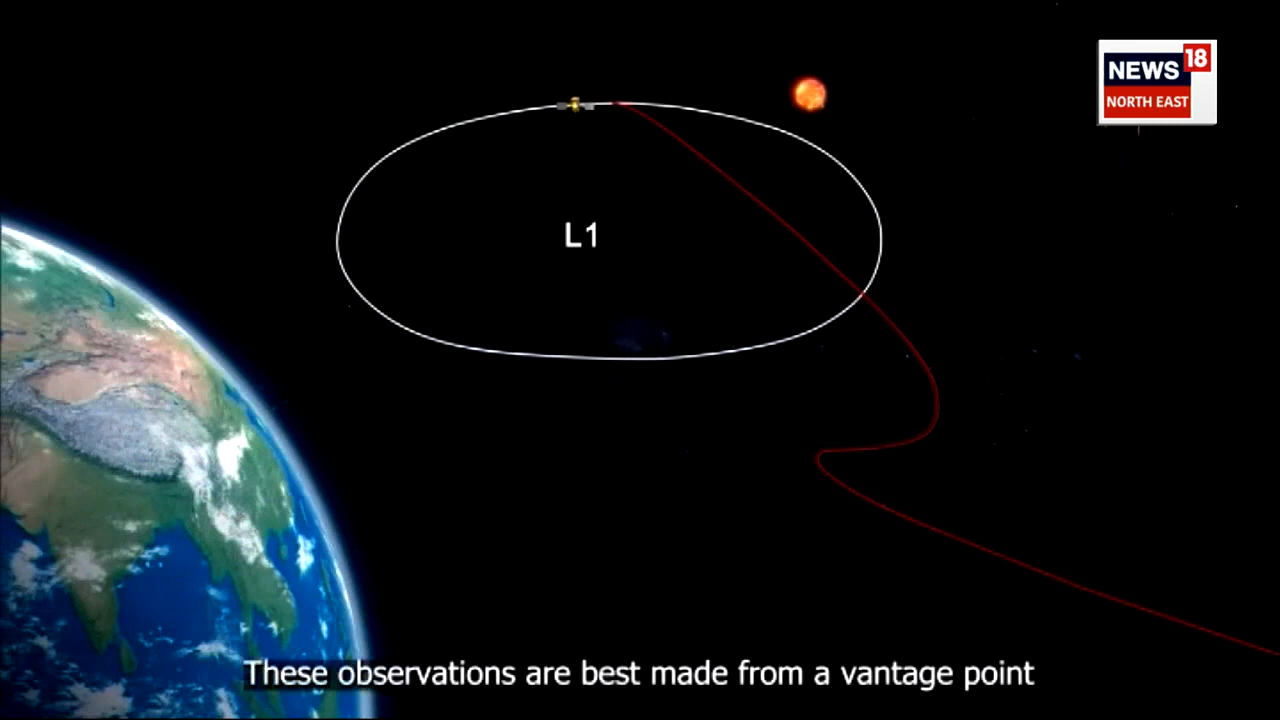 NEWS 18
NORTH EAST
L1
These observations are best made from a vantage point